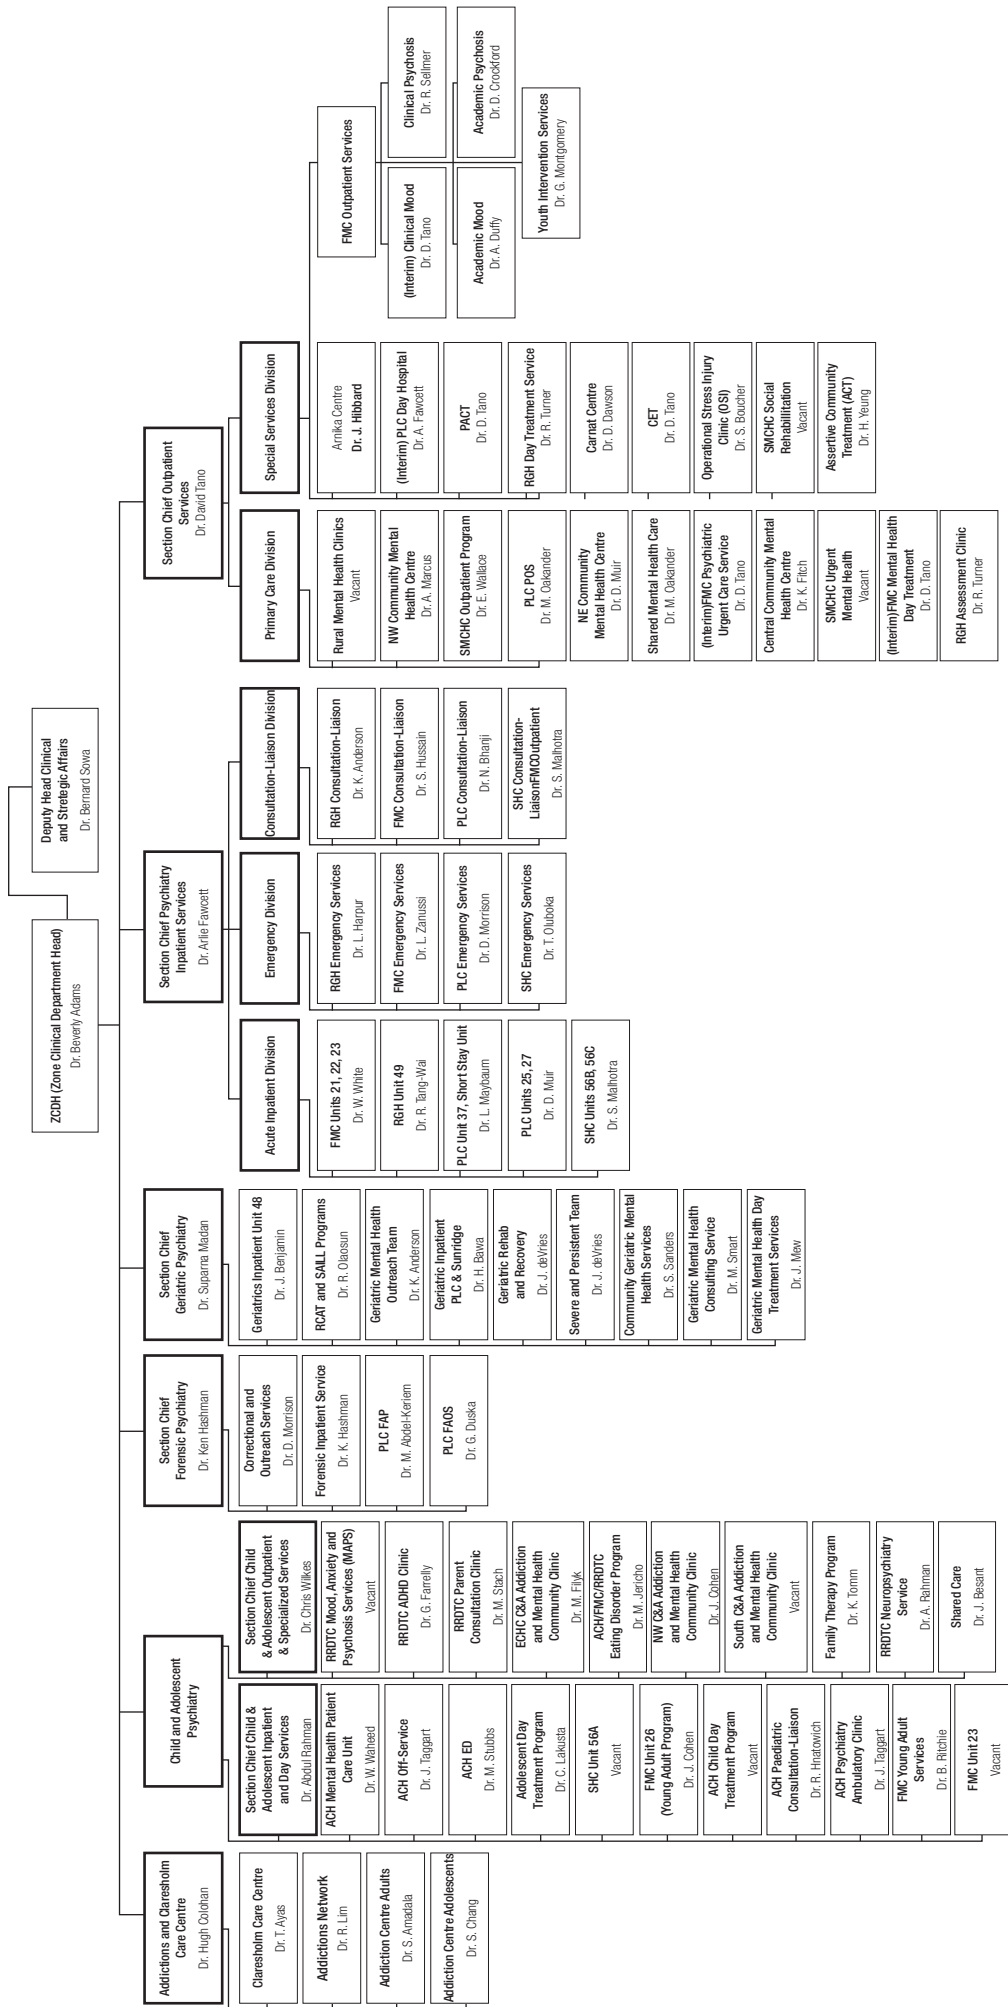 ZCDH (Zone Clinical Department Head)
Dr. Beverly Adams
Deputy Head Clinical
and Stretegic Affairs
Dr. Bernard Sowa
Addictions and Claresholm
Care Centre
Dr. Hugh Colohan
Claresholm Care Centre
Dr. T. Ayas
Addictions Network
Dr. R. Lim
Addiction Centre Adults
Dr. S. Amadala
Addiction Centre Adolescents
Dr. S. Chang
Child and Adolescent
Psychiatry
Section Chief Child &
Adolescent Inpatient
and Day Services
Dr. Abdul Rahman
ACH Mental Health Patient
Care Unit
Dr. W. Waheed
ACH Off-Service
Dr. J. Taggart
ACH ED
Dr. M. Stubbs
Adolescent Day
Treatment Program
Dr. C. Lakusta
SHC Unit 56A
Vacant
FMC Unit 26
(Young Adult Program)
Dr. J. Cohen
ACH Child Day
Treatment Program
Vacant
ACH Paediatric
Consultation-Liaison
Dr. R. Hnatowich
ACH Psychiatry
Ambulatory Clinic
Dr. J. Taggart
FMC Young Adult
Services
Dr. B. Ritchie
FMC Unit 23
Vacant
Section Chief Child
& Adolescent Outpatient
& Specialized Services
Dr. Chris Wilkes
RRDTC Mood, Anxiety and
Psychosis Services (MAPS)
Vacant
RRDTC ADHD Clinic
Dr. G. Farrelly
RRDTC Parent
Consultation Clinic
Dr. M. Stach
ECHC C&A Addiction
and Mental Health
Community Clinic
Dr. M. Filyk
ACH/FMC/RRDTC
Eating Disorder Program
Dr. M. Jericho
NW C&A Addiction
and Mental Health
Community Clinic
Dr. J. Cohen
South C&A Addiction
and Mental Health
Community Clinic
Vacant
Family Therapy Program
Dr. K. Tomm
RRDTC Neuropsychiatry
Service
Dr. A. Rahman
Shared Care
Dr. J. Besant
Section Chief
Forensic Psychiatry
Dr. Ken Hashman
Correctional and
Outreach Services
Dr. D. Morrison
Forensic Inpatient Service
Dr. K. Hashman
PLC FAP
Dr. M. Abdel-Keriem
PLC FAOS
Dr. G. Duska
Section Chief
Geriatric Psychiatry
Dr. Suparna Madan
Geriatrics Inpatient Unit 48
Dr. J. Benjamin
RCAT and SAILL Programs
Dr. R. Olaosun
Geriatric Mental Health
Outreach Team
Dr. K. Anderson
Geriatric Inpatient
PLC & Sunridge
Dr. H. Bawa
Geriatric Rehab
and Recovery
Dr. J. deVries
Severe and Persistent Team
Dr. J. deVries
Community Geriatric Mental
Health Services
Dr. S. Sanders
Geriatric Mental Health
Consulting Service
Dr. M. Smart
Geriatric Mental Health Day
Treatment Services
Dr. J. Mew
Section Chief Psychiatry
Inpatient Services
Dr. Arlie Fawcett
Acute Inpatient Division
FMC Units 21, 22, 23
Dr. W. White
RGH Unit 49
Dr. R. Tang-Wai
PLC Unit 37, Short Stay Unit
Dr. L. Maybaum
PLC Units 25, 27
Dr. D. Muir
SHC Units 56B, 56C
Dr. S. Malhotra
Emergency Division
RGH Emergency Services
Dr. L. Harpur
FMC Emergency Services
Dr. L. Zanussi
PLC Emergency Services
Dr. D. Morrison
SHC Emergency Services
Dr. T. Oluboka
Consultation-Liaison Division
RGH Consultation-Liaison
Dr. K. Anderson
FMC Consultation-Liaison
Dr. S. Hussain
PLC Consultation-Liaison
Dr. N. Bhanji
SHC Consultation-
LiaisonFMCOutpatient
Dr. S. Malhotra
Section Chief Outpatient
Services
Dr. David Tano
Primary Care Division
Rural Mental Health Clinics
Vacant
NW Community Mental
Health Centre
Dr. A. Marcus
SMCHC Outpatient Program
Dr. E. Wallace
PLC POS
Dr. M. Oakander
NE Community
Mental Health Centre
Dr. D. Muir
Shared Mental Health Care
Dr. M. Oakander
(Interim)FMC Psychiatric
Urgent Care Service
Dr. D. Tano
Central Community Mental
Health Centre
Dr. K. Fitch
SMCHC Urgent
Mental Health
Vacant
(Interim)FMC Mental Health
Day Treatment
Dr. D. Tano
RGH Assessment Clinic
Dr. R. Turner
Special Services Division
Arnika Centre
Dr. J. Hibbard
(Interim) PLC Day Hospital
Dr. A. Fawcett
PACT
Dr. D. Tano
RGH Day Treatment Service
Dr. R. Turner
Carnat Centre
Dr. D. Dawson
CET
Dr. D. Tano
Operational Stress Injury
Clinic (OSI)
Dr. S. Boucher
SMCHC Social
Rehabilitation
Vacant
Assertive Community
Treatment (ACT)
Dr. H. Yeung
FMC Outpatient Services
(Interim) Clinical Mood
Dr. D. Tano
Clinical Psychosis
Dr. R. Sellmer
Academic Mood
Dr. A. Duffy
Academic Psychosis
Dr. D. Crockford
Youth Intervention Services
Dr. G. Montgomery